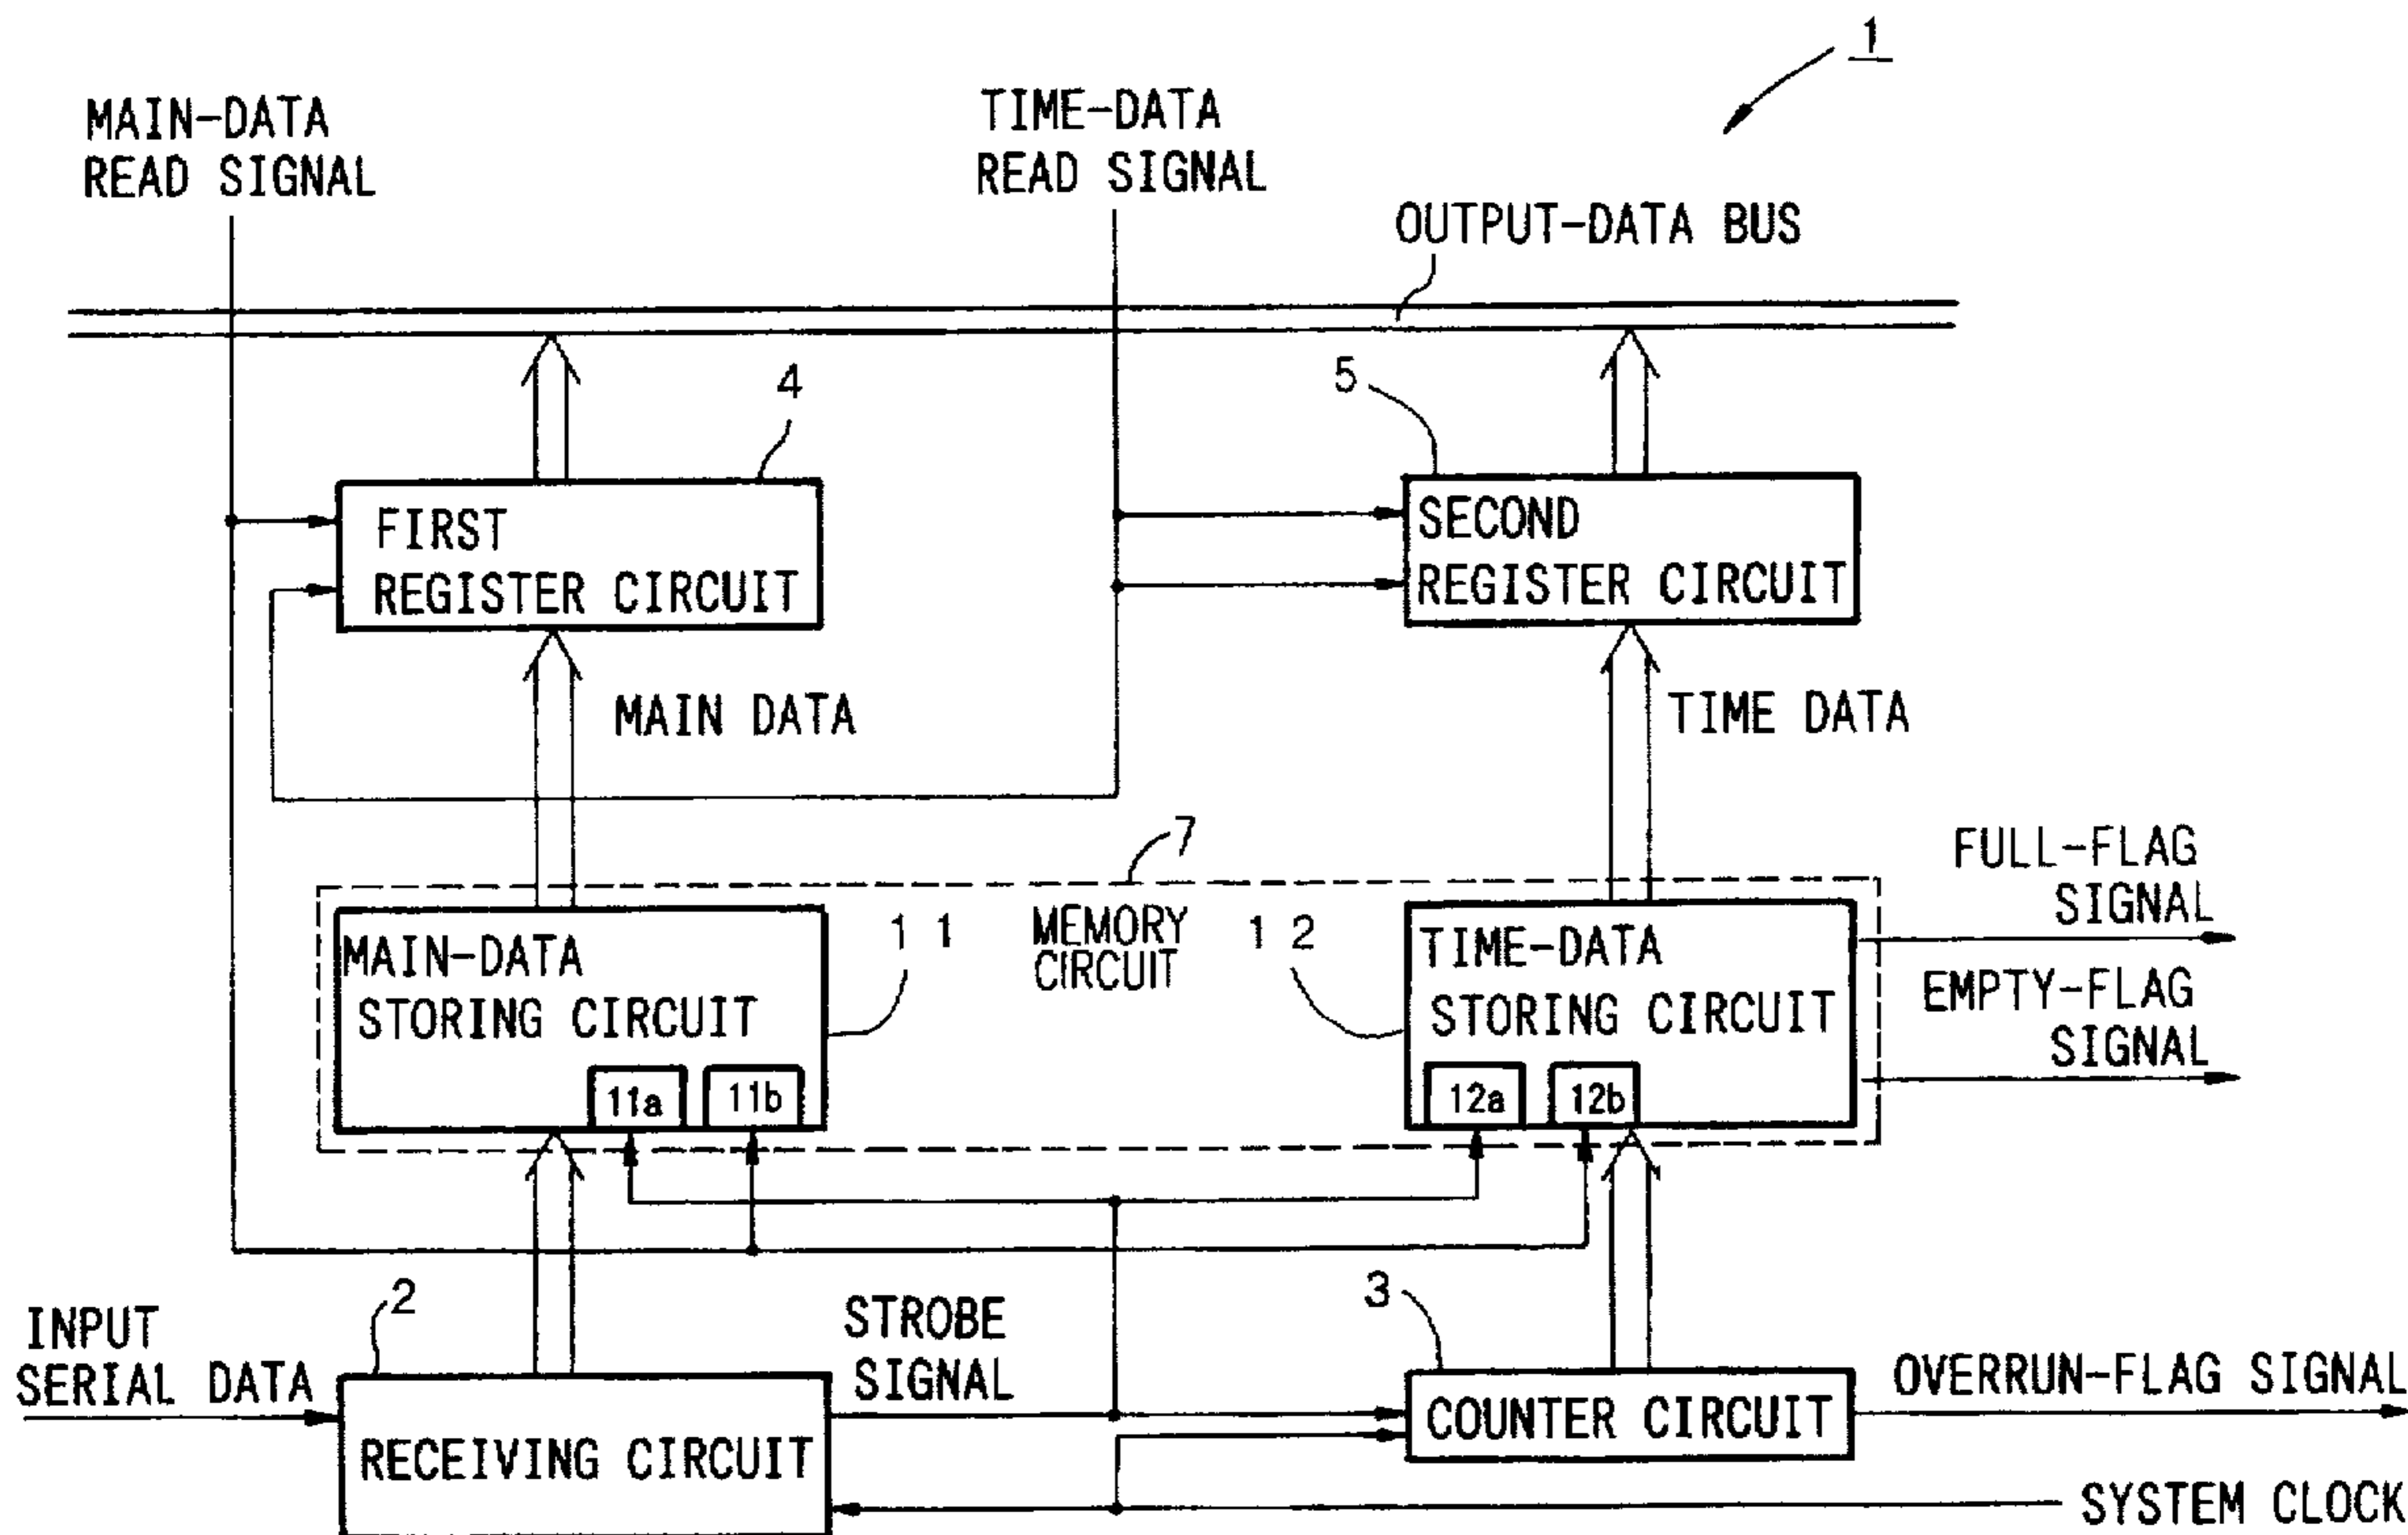 1
MAIN-DATA
READ SIGNAL
TIME-DATA
READ SIGNAL
OUTPUT-DATA BUS
4
5
FIRST
REGISTER CIRCUIT
SECOND
REGISTER CIRCUIT
MAIN DATA
TIME DATA
7
FULL-FLAG
SIGNAL
MAIN-DATA
STORING CIRCUIT
11
MEMORY
CIRCUIT
12
TIME-DATA
STORING CIRCUIT
EMPTY-FLAG
SIGNAL
11a
11b
12a
12b
2
3
INPUT
SERIAL DATA
STROBE
SIGNAL
RECEIVING CIRCUIT
COUNTER CIRCUIT
OVERRUN-FLAG SIGNAL
SYSTEM CLOCK